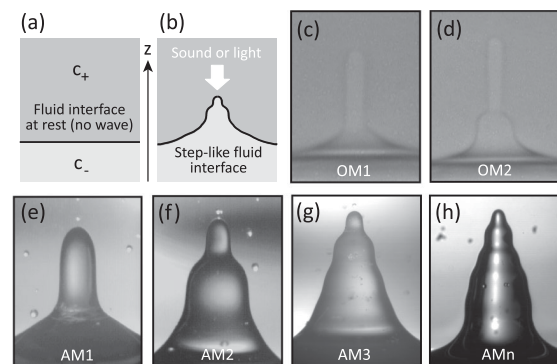 (a)
z
c+
Fluid interface
at rest (no wave)
c-
(b)
Sound or light
Step-like fluid
interface
(c)
OM1
(d)
OM2
(e)
AM1
(f)
AM2
(g)
AM3
(h)
AMn